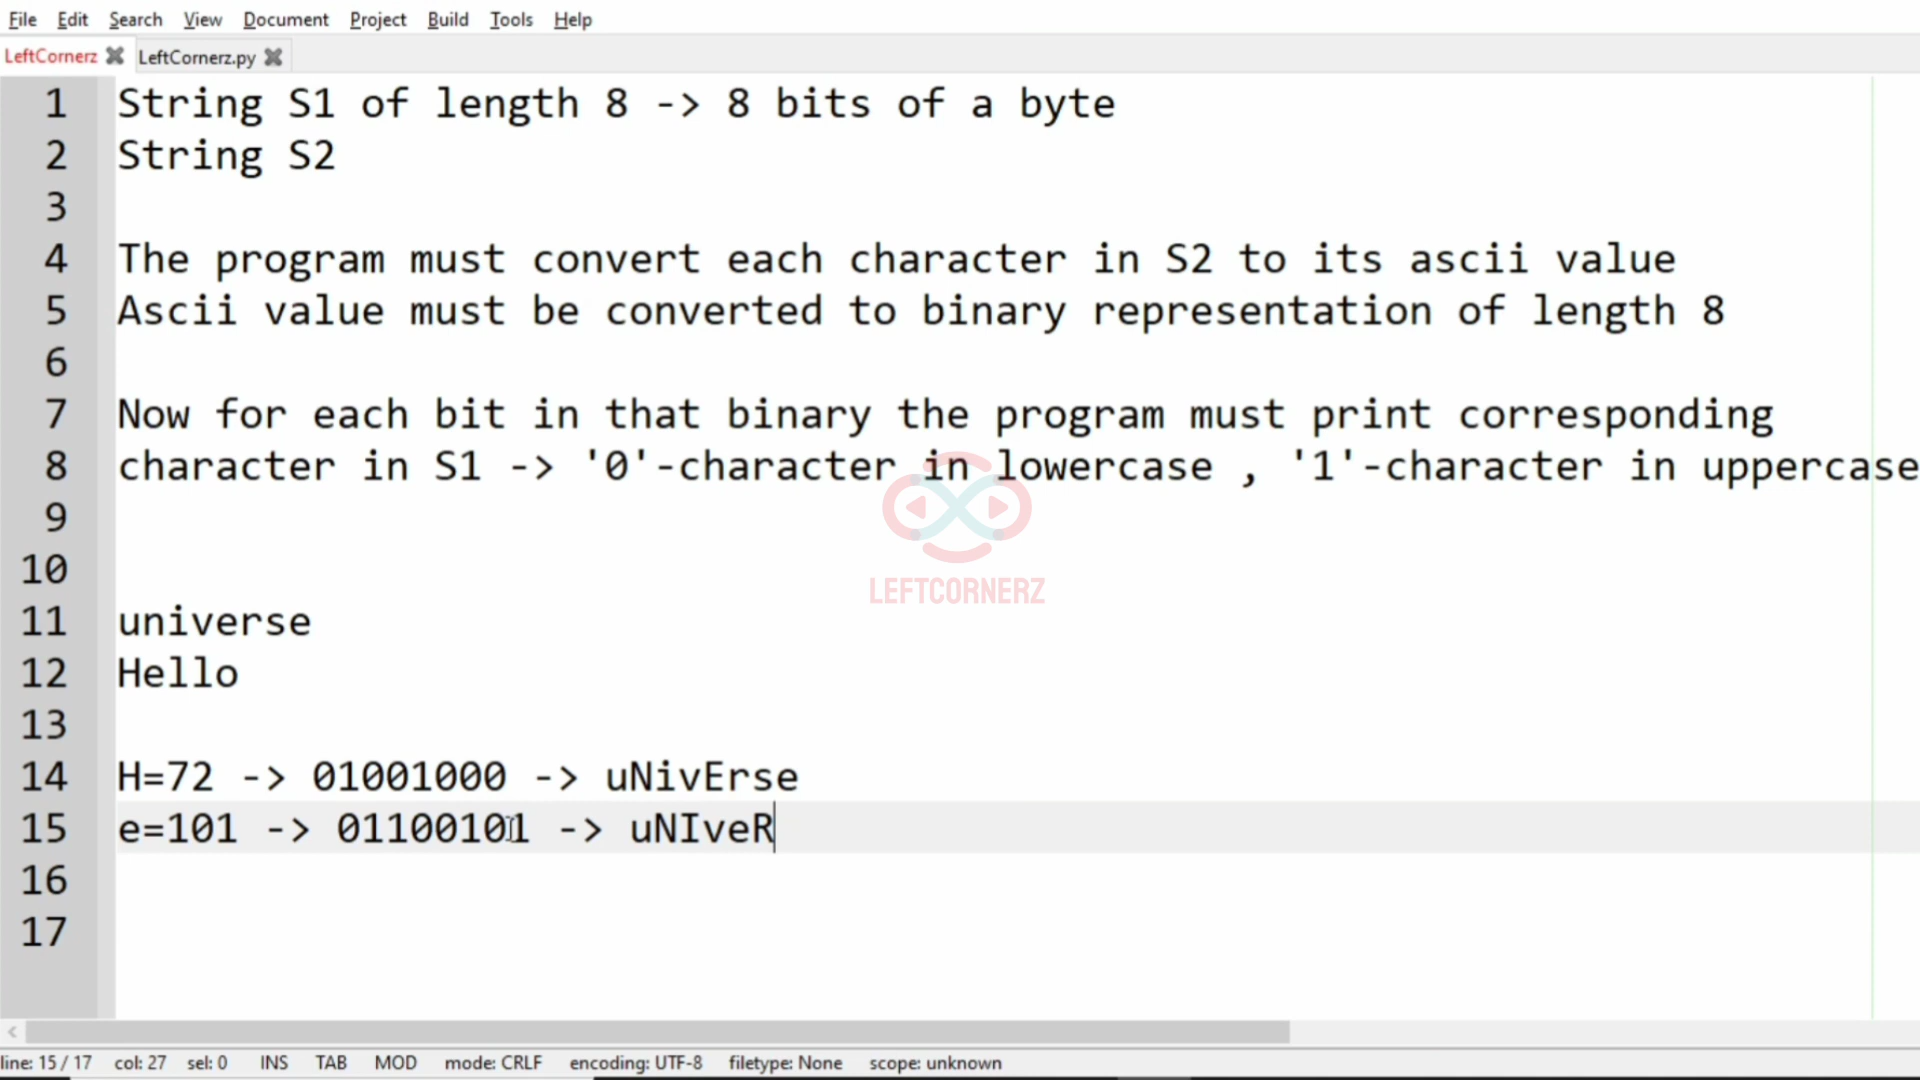 File Edit Search View Document Project Build Tools Help
LeftCornerz LeftCornerz.py
1 String S1 of length 8 -> 8 bits of a byte
2 String S2
3
4 The program must convert each character in S2 to its ascii value
5 Ascii value must be converted to binary representation of length 8
6
7 Now for each bit in that binary the program must print corresponding
8 character in S1 -> '0'-character in lowercase , '1'-character in uppercase
9
10
LEFTCORNERZ
11 universe
12 Hello
13
14 H=72 -> 01001000 -> uNivErse
15 e=101 -> 01100101 -> uNIveR
16
17
line: 15 / 17 col: 27 sel: 0 INS TAB MOD mode: CRLF encoding: UTF-8 filetype: None scope: unknown